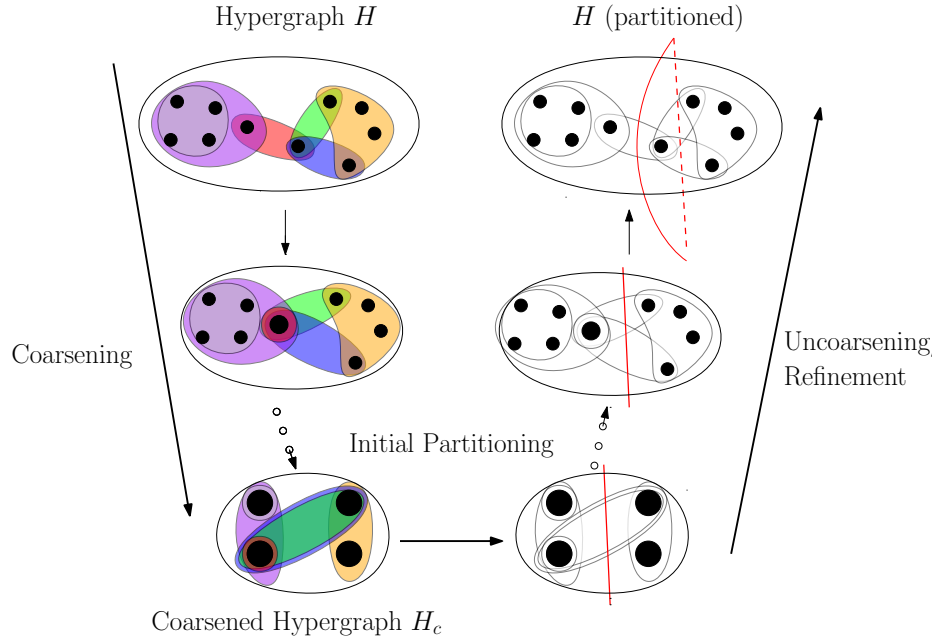 Hypergraph H
H (partitioned)
Coarsening
Uncoarsening,
Refinement
Initial Partitioning
Coarsened Hypergraph H_c